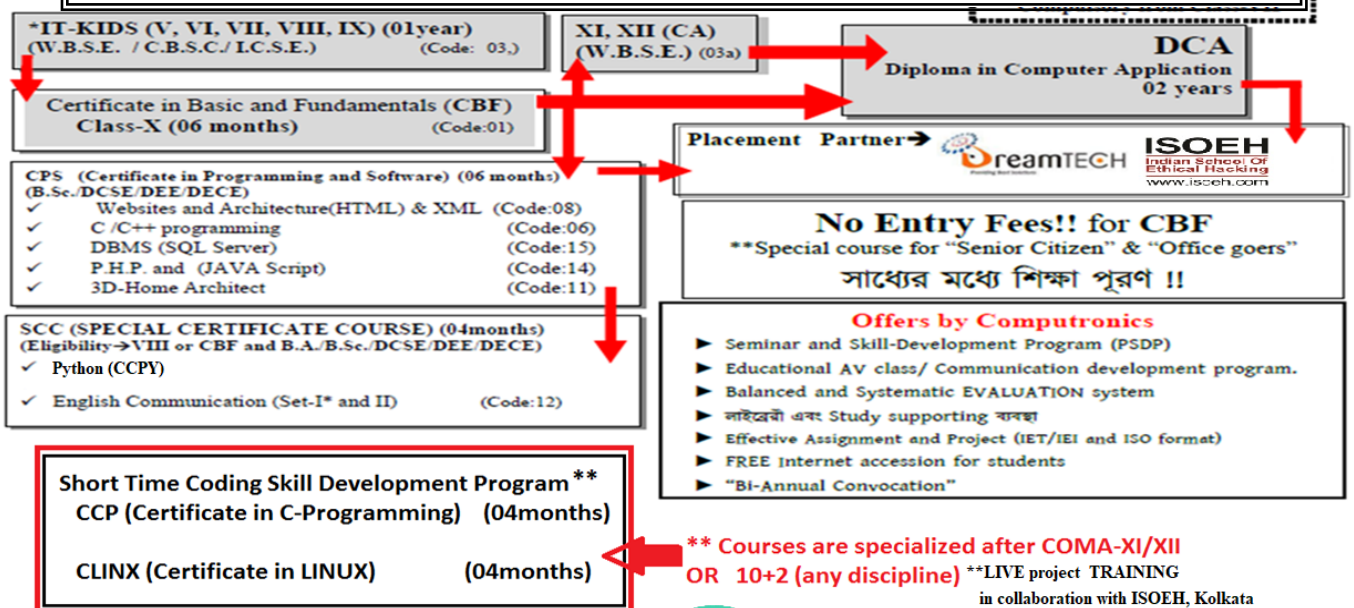 *IT-KIDS (V, VI, VII, VIII, IX) (01year)
(W.B.S.E. / C.B.S.C./ I.C.S.E.) (Code: 03,)
XI, XII (CA)
(W.B.S.E.) (03a)
DCA
Diploma in Computer Application
02 years
Certificate in Basic and Fundamentals (CBF)
Class-X (06 months) (Code:01)
Placement Partner→
DreamTECH
Providing Best Solutions
ISOEH
Indian School Of
Ethical Hacking
www.isoeh.com
CPS (Certificate in Programming and Software) (06 months)
(B.Sc./DCSE/DEE/DECE)
✓ Websites and Architecture(HTML) & XML (Code:08)
✓ C /C++ programming (Code:06)
✓ DBMS (SQL Server) (Code:15)
✓ P.H.P. and (JAVA Script) (Code:14)
✓ 3D-Home Architect (Code:11)
No Entry Fees!! for CBF
**Special course for “Senior Citizen” & “Office goers”
সাধ্যের মধ্যে শিক্ষা পূরণ !!
SCC (SPECIAL CERTIFICATE COURSE) (04months)
(Eligibility→VIII or CBF and B.A./B.Sc./DCSE/DEE/DECE)
✓ Python (CCPY)
✓ English Communication (Set-I* and II) (Code:12)
Offers by Computronics
► Seminar and Skill-Development Program (PSDP)
► Educational AV class/ Communication development program.
► Balanced and Systematic EVALUATION system
► লাইব্রেরী এবং Study supporting ব্যবস্থা
► Effective Assignment and Project (IET/IEI and ISO format)
► FREE Internet accession for students
► “Bi-Annual Convocation”
Short Time Coding Skill Development Program**
CCP (Certificate in C-Programming) (04months)
CLINX (Certificate in LINUX) (04months)
** Courses are specialized after COMA-XI/XII
OR 10+2 (any discipline) **LIVE project TRAINING
in collaboration with ISOEH, Kolkata